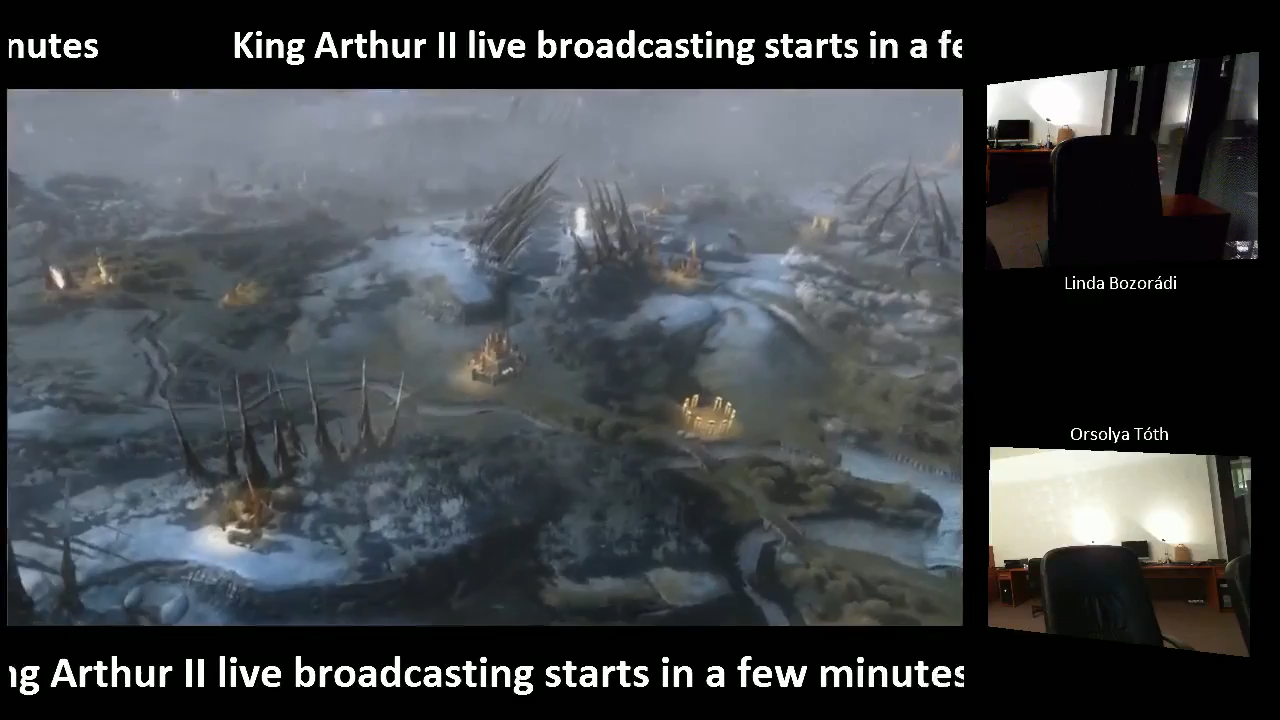 nutes King Arthur II live broadcasting starts in a fe
Linda Bozorádi
Orsolya Tóth
ng Arthur II live broadcasting starts in a few minutes